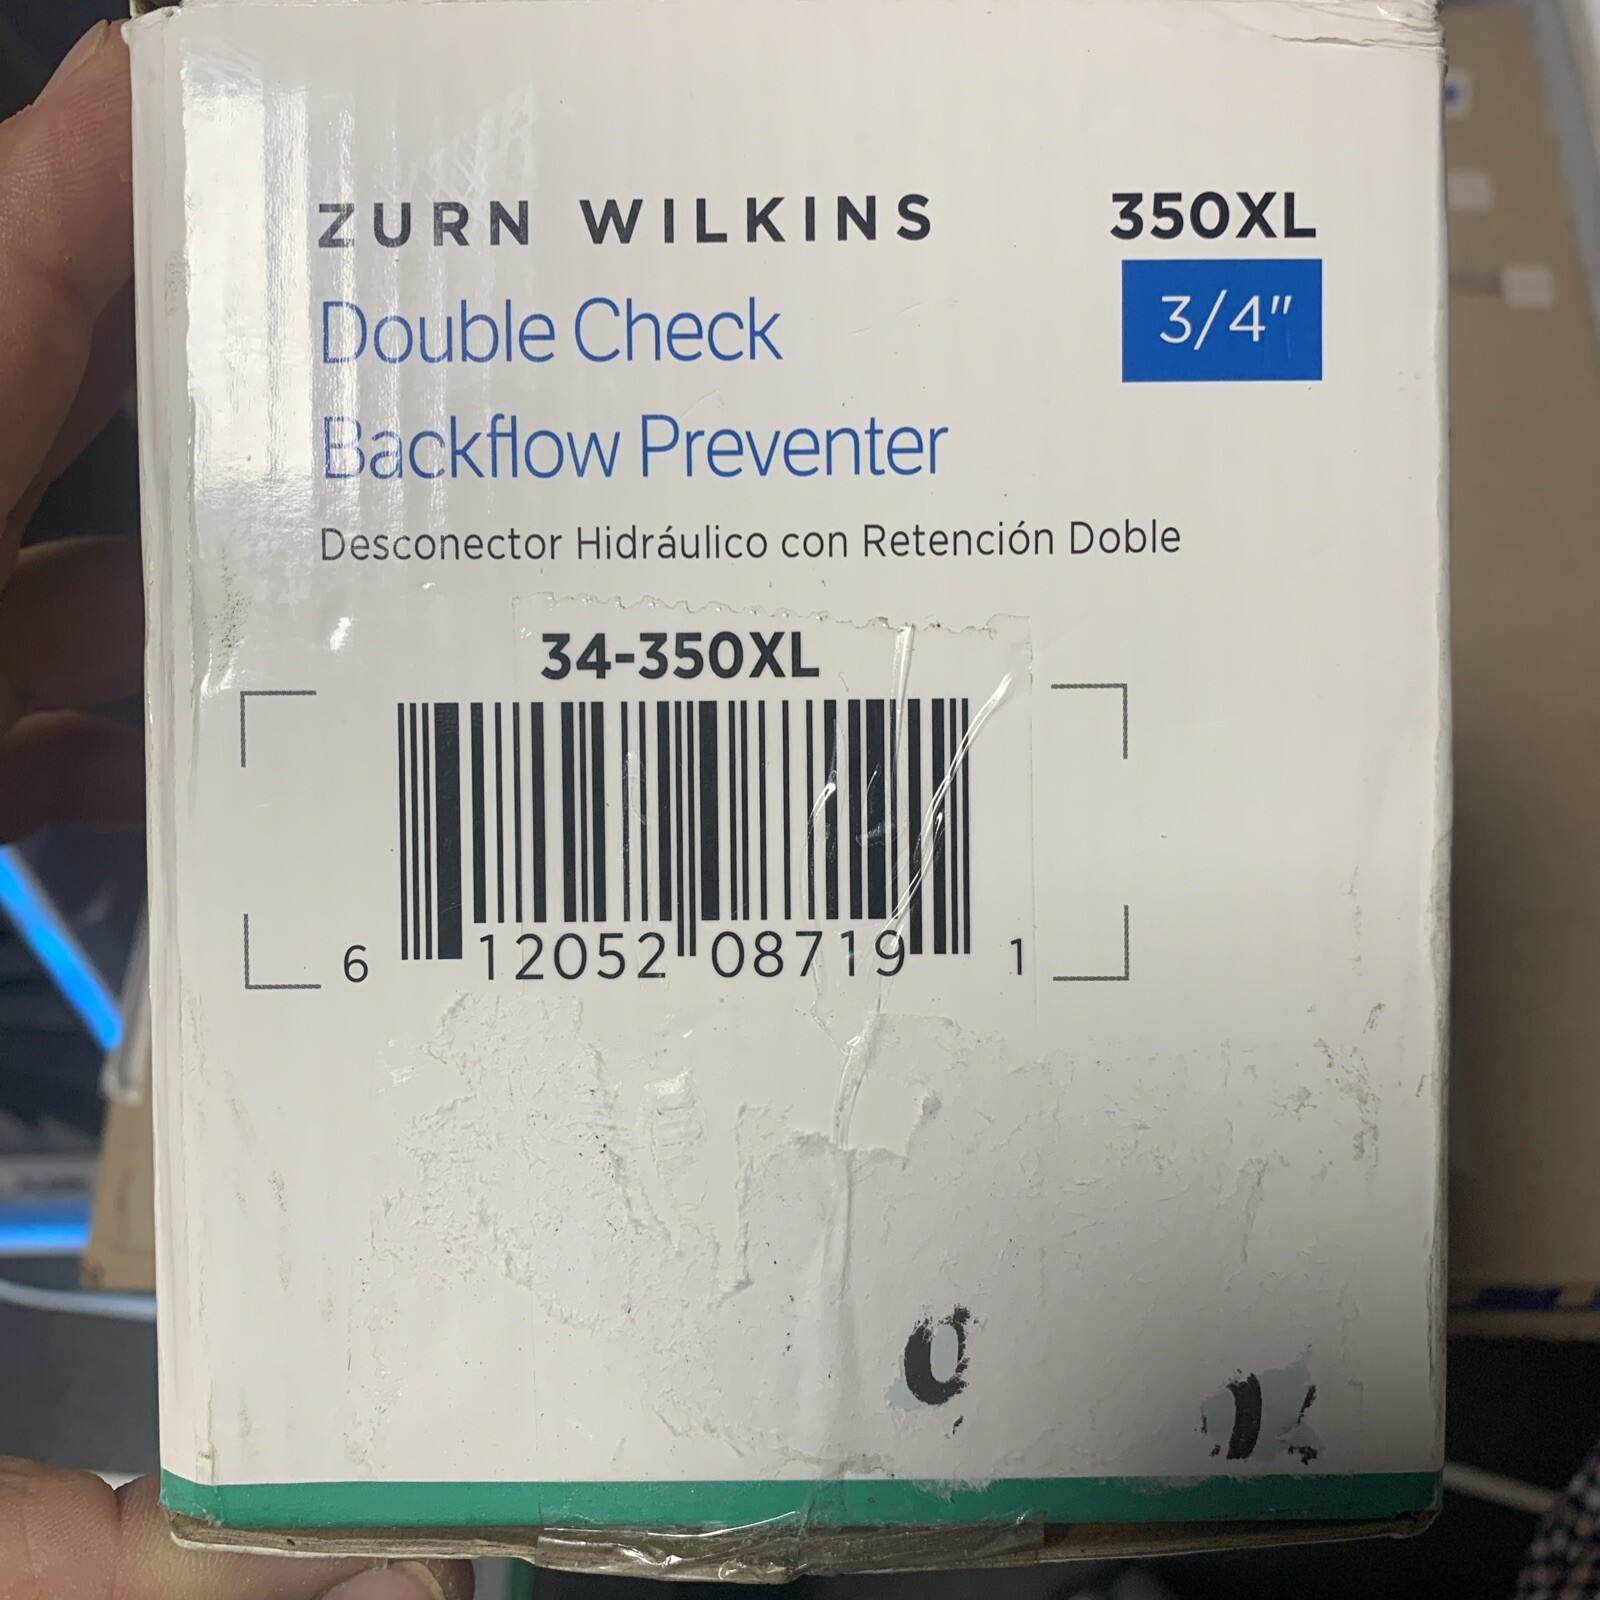 ZURN WILKINS
350XL
3/4"
Double Check
Backflow Preventer
Desconector Hidráulico con Retención Doble
34-350XL
6 12052 08719 1